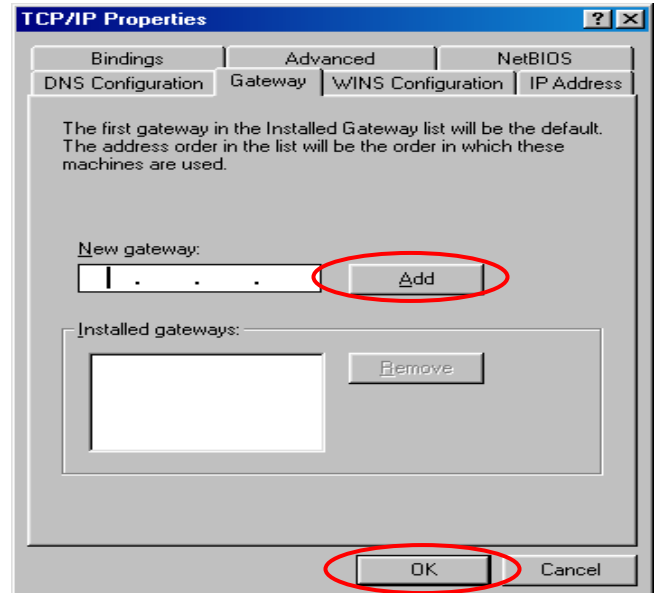 TCP/IP Properties
Bindings Advanced NetBIOS
DNS Configuration Gateway WINS Configuration IP Address
The first gateway in the Installed Gateway list will be the default.
The address order in the list will be the order in which these
machines are used.
New gateway:
. . . Add
Installed gateways:
Remove
OK Cancel